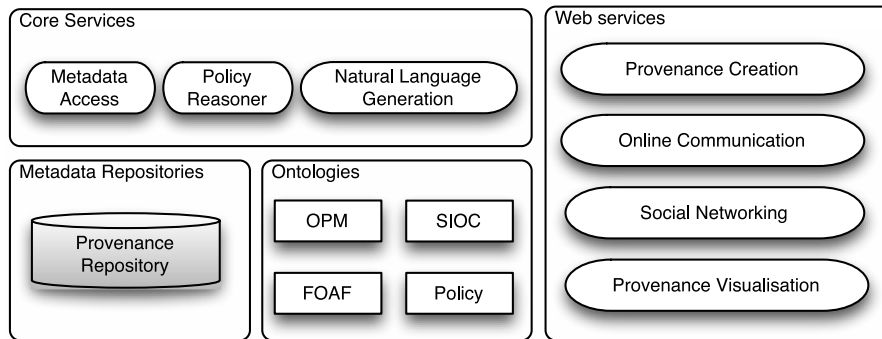 Core Services
Metadata
Access
Policy
Reasoner
Natural Language
Generation
Metadata Repositories
Provenance
Repository
Ontologies
OPM
SIOC
FOAF
Policy
Web services
Provenance Creation
Online Communication
Social Networking
Provenance Visualisation